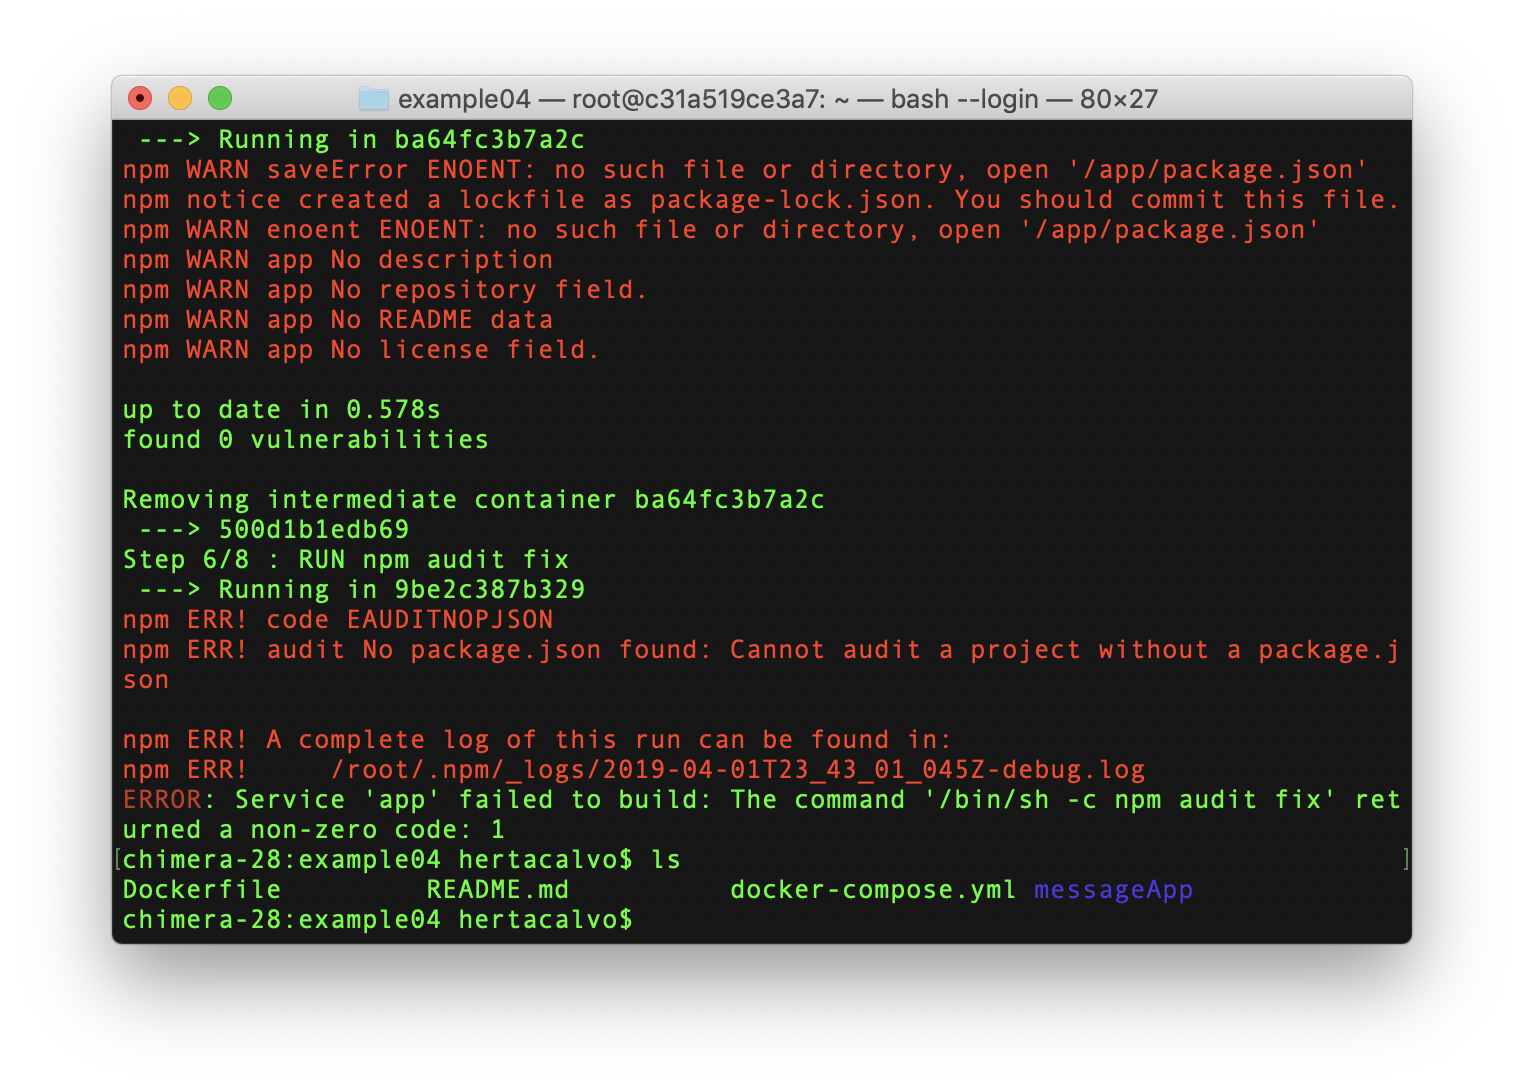 example04 — root@c31a519ce3a7: ~ — bash --login — 80×27
 ---> Running in ba64fc3b7a2c
npm WARN saveError ENOENT: no such file or directory, open '/app/package.json'
npm notice created a lockfile as package-lock.json. You should commit this file.
npm WARN enoent ENOENT: no such file or directory, open '/app/package.json'
npm WARN app No description
npm WARN app No repository field.
npm WARN app No README data
npm WARN app No license field.

up to date in 0.578s
found 0 vulnerabilities

Removing intermediate container ba64fc3b7a2c
 ---> 500d1b1edb69
Step 6/8 : RUN npm audit fix
 ---> Running in 9be2c387b329
npm ERR! code EAUDITNOPJSON
npm ERR! audit No package.json found: Cannot audit a project without a package.j
son

npm ERR! A complete log of this run can be found in:
npm ERR!     /root/.npm/_logs/2019-04-01T23_43_01_045Z-debug.log
ERROR: Service 'app' failed to build: The command '/bin/sh -c npm audit fix' ret
urned a non-zero code: 1
[chimera-28:example04 hertacalvo$ ls ]
Dockerfile         README.md          docker-compose.yml messageApp
chimera-28:example04 hertacalvo$